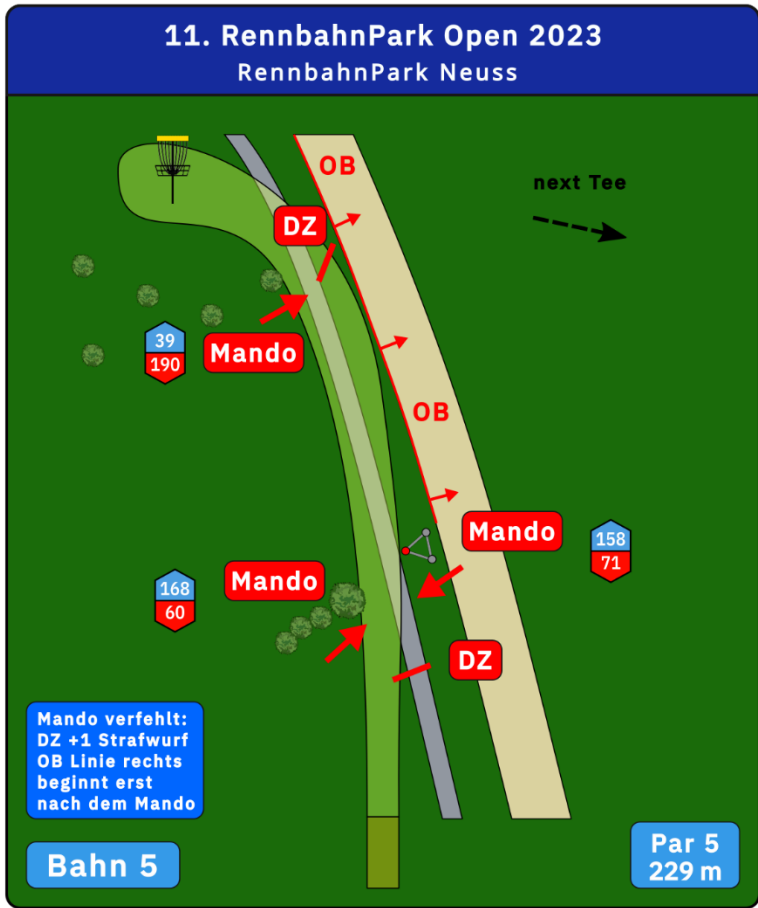 11. RennbahnPark Open 2023
RennbahnPark Neuss
OB
next Tee
DZ
39
190
Mando
OB
Mando
158
71
168
60
Mando
DZ
Mando verfehlt:
DZ +1 Strafwurf
OB Linie rechts
beginnt erst
nach dem Mando
Bahn 5
Par 5
229 m